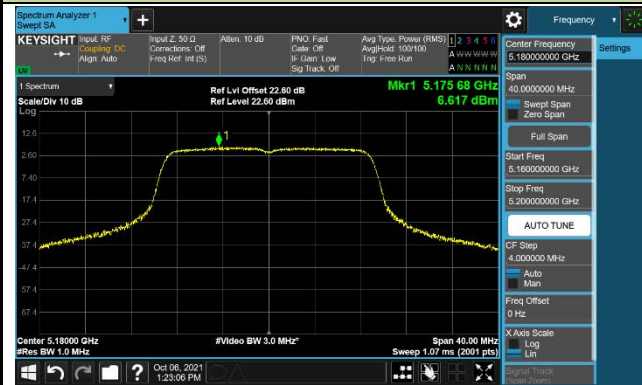 Spectrum Analyzer 1
Swept SA
+
Frequency
KEYSIGHT
Input: RF
Coupling: DC
Align: Auto
Input Z: 50 Ω
Corrections: Off
Freq Ref: Int (S)
Atten: 10 dB
PNO: Fast
Gate: Off
IF Gain: Low
Sig Track: Off
Avg Type: Power (RMS)
Avg|Hold: 100/100
Trig: Free Run
1 2 3 4 5 6
A W W W W W
A N N N N N
LM
1 Spectrum
Scale/Div 10 dB
Log
Ref Lvl Offset 22.60 dB
Ref Level 22.60 dBm
Mkr1 5.175 68 GHz
6.617 dBm
1
12.6
2.60
-7.40
-17.4
-27.4
-37.4
-47.4
-57.4
-67.4
Center 5.18000 GHz
#Res BW 1.0 MHz
#Video BW 3.0 MHz*
Span 40.00 MHz
Sweep 1.07 ms (2001 pts)
Center Frequency
5.180000000 GHz
Settings
Span
40.0000000 MHz
Swept Span
Zero Span
Full Span
Start Freq
5.160000000 GHz
Stop Freq
5.200000000 GHz
AUTO TUNE
CF Step
4.000000 MHz
Auto
Man
Freq Offset
0 Hz
X Axis Scale
Log
Lin
Signal Track
(Span Zoom)
?
Oct 06, 2021
1:23:06 PM